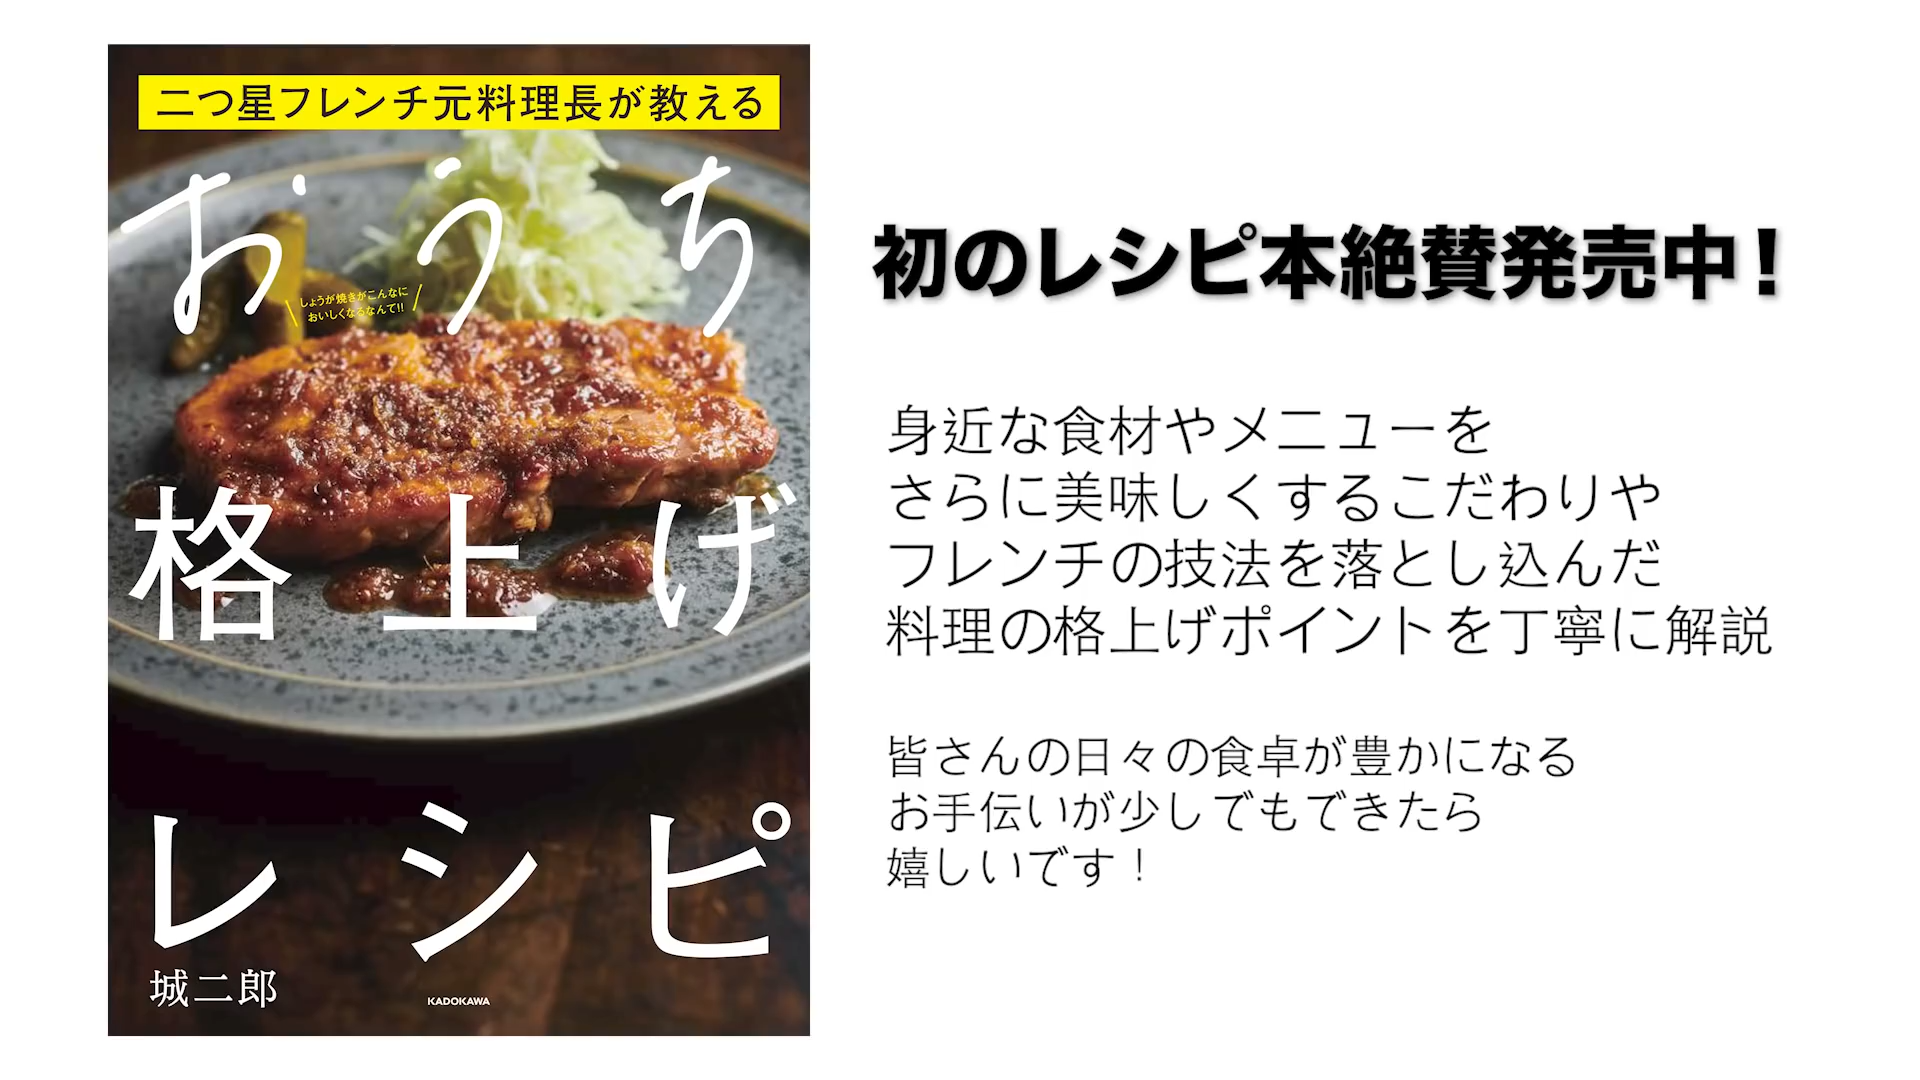 二つ星フレンチ元料理長が教える
おうち
しょうが焼きがこんなに
おいしくなるなんて!!
格上げ
レシピ
城二郎
KADOKAWA
初のレシピ本絶賛発売中！
身近な食材やメニューを
さらに美味しくするこだわりや
フレンチの技法を落とし込んだ
料理の格上げポイントを丁寧に解説
皆さんの日々の食卓が豊かになる
お手伝いが少しでもできたら
嬉しいです！